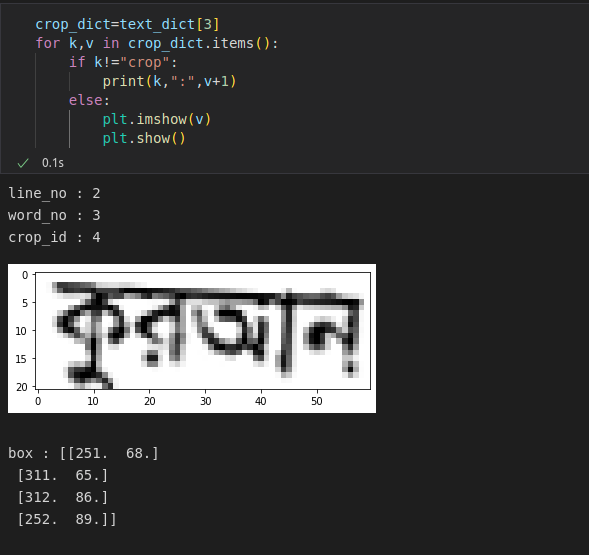 crop_dict=text_dict[3]
for k,v in crop_dict.items():
    if k!="crop":
        print(k,":",v+1)
    else:
        plt.imshow(v)
        plt.show()
✓ 0.1s
line_no : 2
word_no : 3
crop_id : 4
0
5
10
15
20
কুরআন
0 10 20 30 40 50
box : [[251.  68.]
 [311.  65.]
 [312.  86.]
 [252.  89.]]